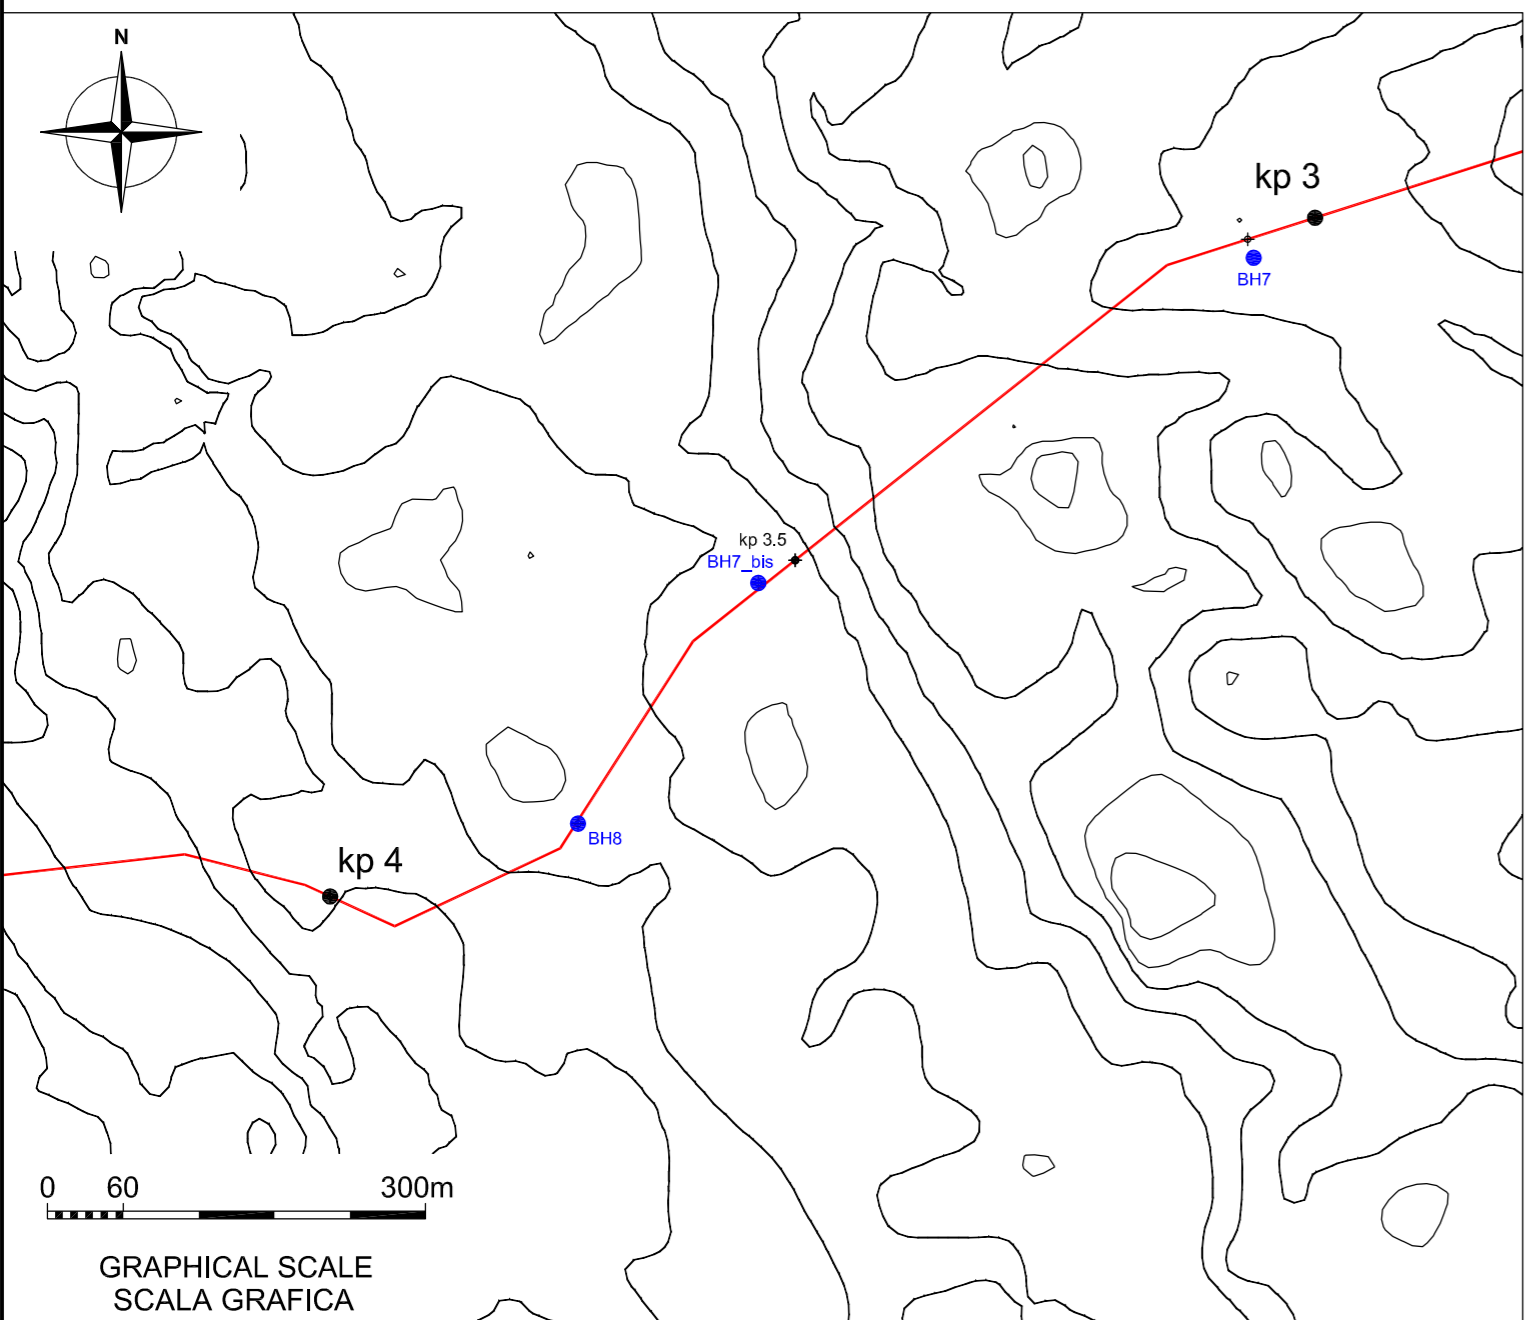 N
kp 3
BH7
kp 3.5
BH7_bis
BH8
kp 4
0 60 300m
GRAPHICAL SCALE
SCALA GRAFICA